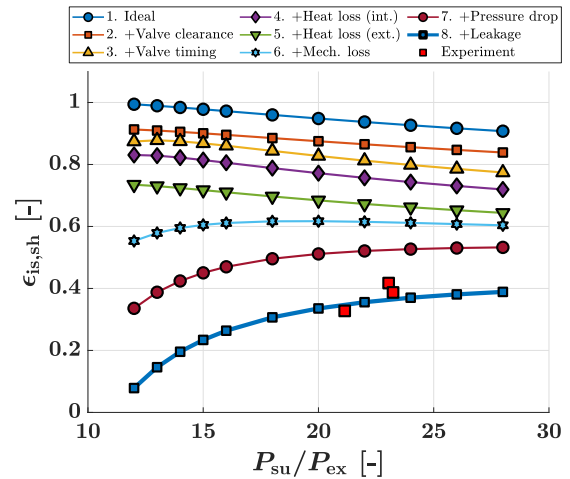 1. Ideal
2. +Valve clearance
3. +Valve timing
4. +Heat loss (int.)
5. +Heat loss (ext.)
6. +Mech. loss
7. +Pressure drop
8. +Leakage
Experiment
1
0.8
0.6
0.4
0.2
0
ϵis,sh [-]
10 15 20 25 30
Psu/Pex [-]